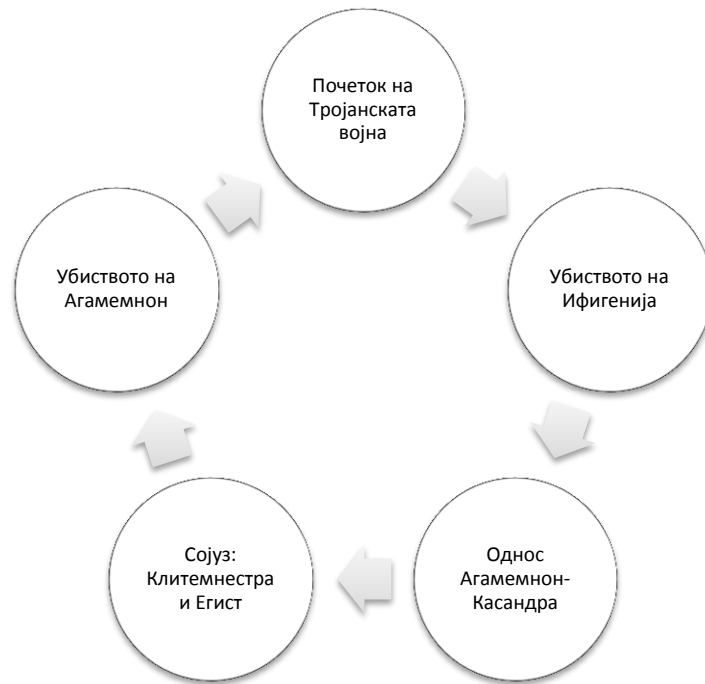 Почеток на
Тројанската
војна
Убиството на
Ифигенија
Однос
Агамемнон-
Касандра
Сојуз:
Клитемнестра
и Егист
Убиството на
Агамемнон